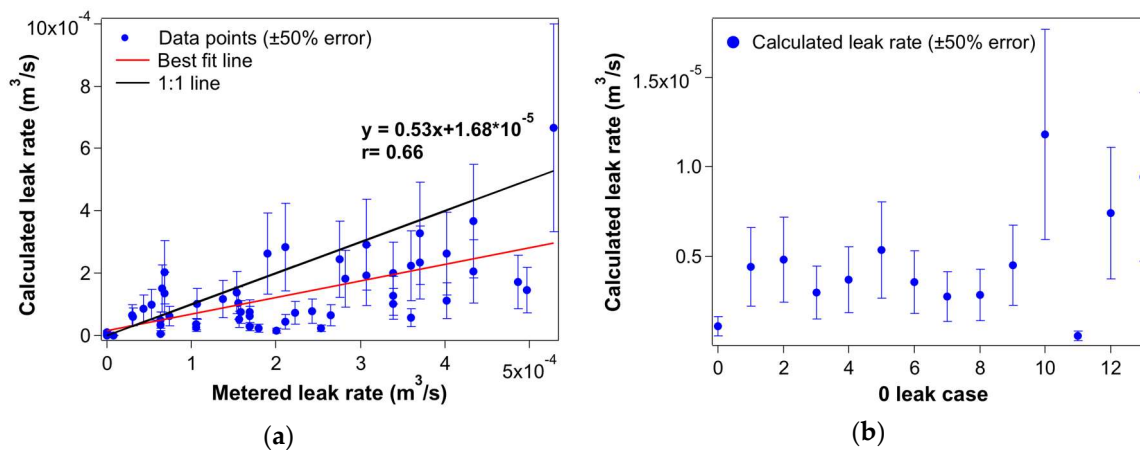 10x10⁻⁴
8
6
4
2
0
Calculated leak rate (m³/s)
Data points (±50% error)
Best fit line
1:1 line
y = 0.53x+1.68*10⁻⁵
r= 0.66
0 1 2 3 4 5x10⁻⁴
Metered leak rate (m³/s)
(a)
Calculated leak rate (±50% error)
1.5x10⁻⁵
1.0
0.5
Calculated leak rate (m³/s)
0 2 4 6 8 10 12
0 leak case
(b)